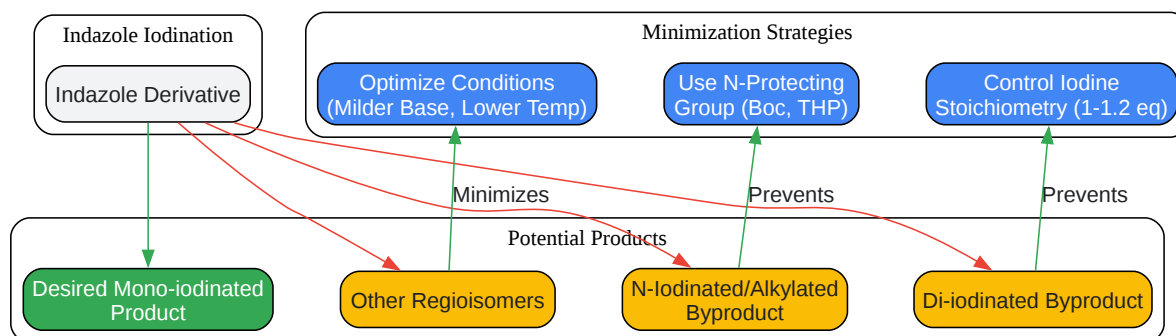 Indazole Iodination
Minimization Strategies
Indazole Derivative
Optimize Conditions
(Milder Base, Lower Temp)
Use N-Protecting
Group (Boc, THP)
Control Iodine
Stoichiometry (1-1.2 eq)
Minimizes
Prevents
Prevents
Potential Products
Desired Mono-iodinated
Product
Other Regioisomers
N-Iodinated/Alkylated
Byproduct
Di-iodinated Byproduct